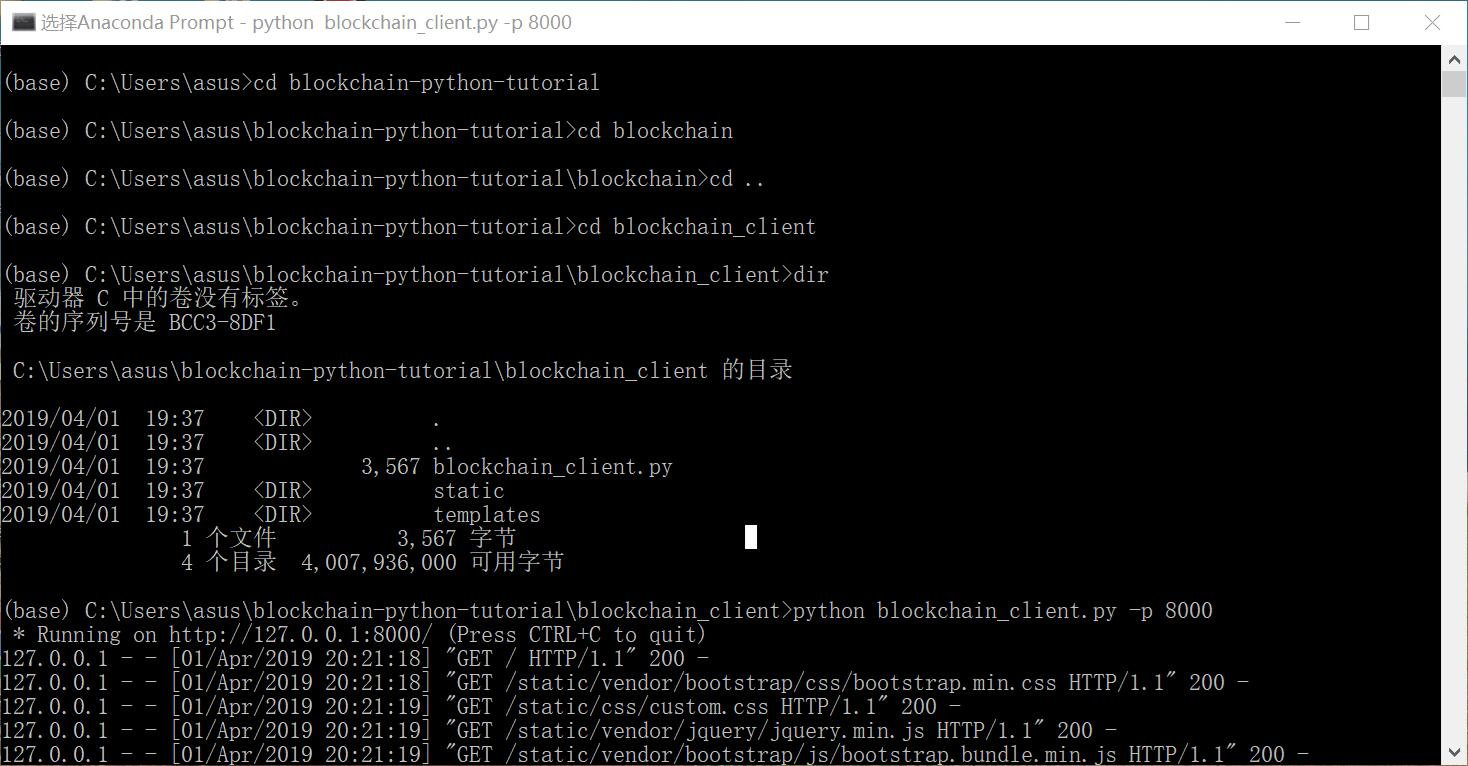 选择Anaconda Prompt - python  blockchain_client.py -p 8000
(base) C:\Users\asus>cd blockchain-python-tutorial
(base) C:\Users\asus\blockchain-python-tutorial>cd blockchain
(base) C:\Users\asus\blockchain-python-tutorial\blockchain>cd ..
(base) C:\Users\asus\blockchain-python-tutorial>cd blockchain_client
(base) C:\Users\asus\blockchain-python-tutorial\blockchain_client>dir
驱动器 C 中的卷没有标签。
卷的序列号是 BCC3-8DF1
C:\Users\asus\blockchain-python-tutorial\blockchain_client 的目录
2019/04/01  19:37    <DIR>          .
2019/04/01  19:37    <DIR>          ..
2019/04/01  19:37             3,567 blockchain_client.py
2019/04/01  19:37    <DIR>          static
2019/04/01  19:37    <DIR>          templates
1 个文件          3,567 字节
4 个目录  4,007,936,000 可用字节
(base) C:\Users\asus\blockchain-python-tutorial\blockchain_client>python blockchain_client.py -p 8000
* Running on http://127.0.0.1:8000/ (Press CTRL+C to quit)
127.0.0.1 - - [01/Apr/2019 20:21:18] "GET / HTTP/1.1" 200 -
127.0.0.1 - - [01/Apr/2019 20:21:18] "GET /static/vendor/bootstrap/css/bootstrap.min.css HTTP/1.1" 200 -
127.0.0.1 - - [01/Apr/2019 20:21:19] "GET /static/css/custom.css HTTP/1.1" 200 -
127.0.0.1 - - [01/Apr/2019 20:21:19] "GET /static/vendor/jquery/jquery.min.js HTTP/1.1" 200 -
127.0.0.1 - - [01/Apr/2019 20:21:19] "GET /static/vendor/bootstrap/js/bootstrap.bundle.min.js HTTP/1.1" 200 -